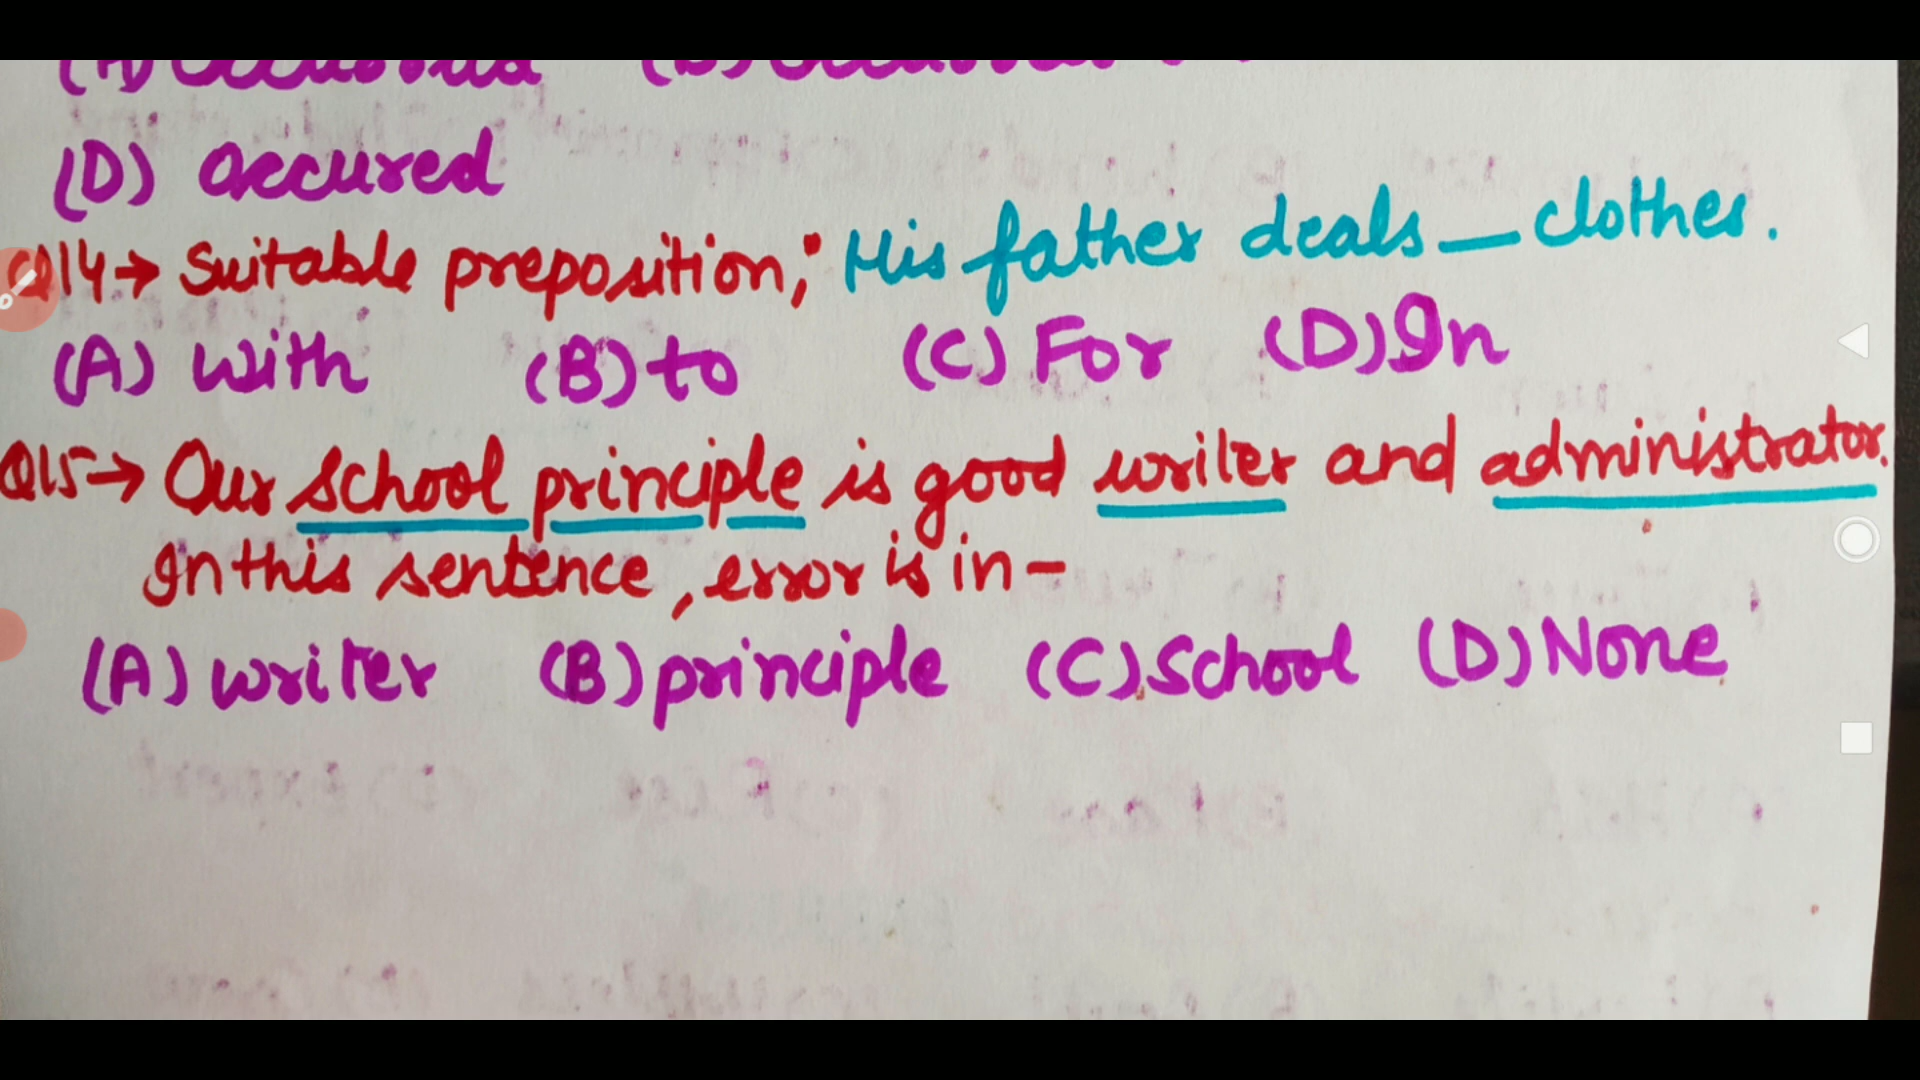 (D) occured
Q14→ Suitable preposition; His father deals _ clothes.
(A) with (B) to (C) For (D) In
Q15→ Our school principle is good writer and administrator.
In this sentence, error is in-
(A) writer (B) principle (C) School (D) None